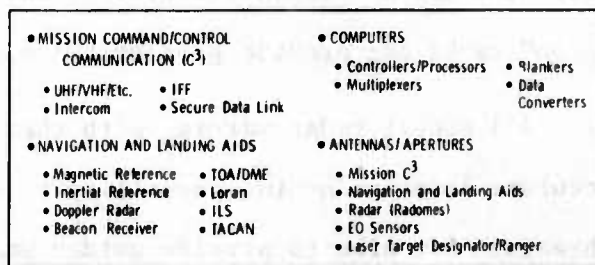 • MISSION COMMAND/CONTROL
COMMUNICATION (C³)
• UHF/VHF/Etc. • IFF
• Intercom • Secure Data Link
• NAVIGATION AND LANDING AIDS
• Magnetic Reference • TOA/DME
• Inertial Reference • Loran
• Doppler Radar • ILS
• Beacon Receiver • TACAN
• COMPUTERS
• Controllers/Processors • Blankers
• Multiplexers • Data
Converters
• ANTENNAS/APERTURES
• Mission C³
• Navigation and Landing Aids
• Radar (Radomes)
• EO Sensors
• Laser Target Designator/Ranger